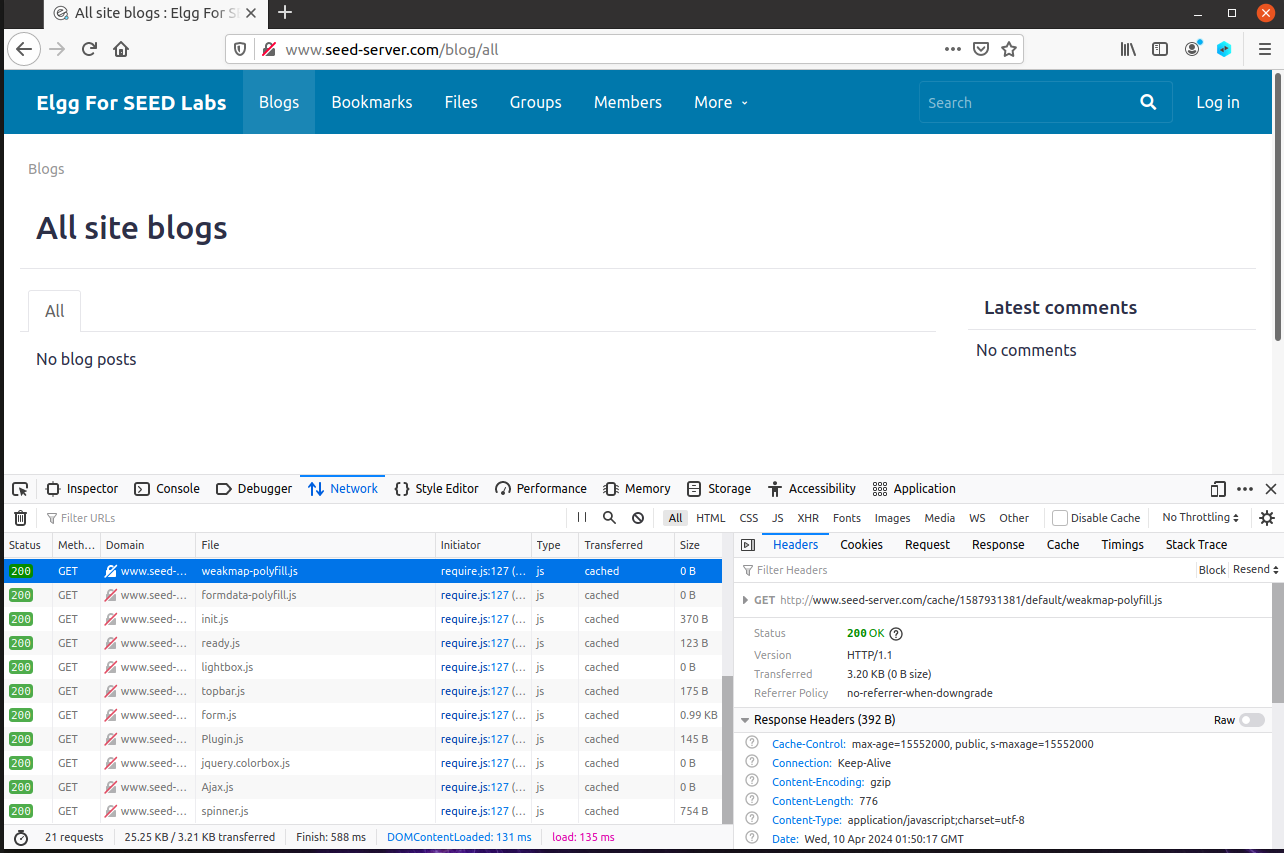 All site blogs : Elgg For SE
www.seed-server.com/blog/all
Elgg For SEED Labs Blogs Bookmarks Files Groups Members More Search Log in
Blogs
All site blogs
All
No blog posts
Latest comments
No comments
Inspector Console Debugger Network Style Editor Performance Memory Storage Accessibility Application
Filter URLs All HTML CSS JS XHR Fonts Images Media WS Other Disable Cache No Throttling
Status Meth… Domain File Initiator Type Transferred Size
200 GET www.seed-… weakmap-polyfill.js require.js:127 (… js cached 0 B
200 GET www.seed-… formdata-polyfill.js require.js:127 (… js cached 0 B
200 GET www.seed-… init.js require.js:127 (… js cached 370 B
200 GET www.seed-… ready.js require.js:127 (… js cached 123 B
200 GET www.seed-… lightbox.js require.js:127 (… js cached 0 B
200 GET www.seed-… topbar.js require.js:127 (… js cached 175 B
200 GET www.seed-… form.js require.js:127 (… js cached 0.99 KB
200 GET www.seed-… Plugin.js require.js:127 (… js cached 145 B
200 GET www.seed-… jquery.colorbox.js require.js:127 (… js cached 0 B
200 GET www.seed-… Ajax.js require.js:127 (… js cached 0 B
200 GET www.seed-… spinner.js require.js:127 (… js cached 754 B
21 requests 25.25 KB / 3.21 KB transferred Finish: 588 ms DOMContentLoaded: 131 ms load: 135 ms
Headers Cookies Request Response Cache Timings Stack Trace
Filter Headers Block Resend
GET http://www.seed-server.com/cache/1587931381/default/weakmap-polyfill.js
Status 200 OK
Version HTTP/1.1
Transferred 3.20 KB (0 B size)
Referrer Policy no-referrer-when-downgrade
Response Headers (392 B) Raw
Cache-Control: max-age=15552000, public, s-maxage=15552000
Connection: Keep-Alive
Content-Encoding: gzip
Content-Length: 776
Content-Type: application/javascript;charset=utf-8
Date: Wed, 10 Apr 2024 01:50:17 GMT